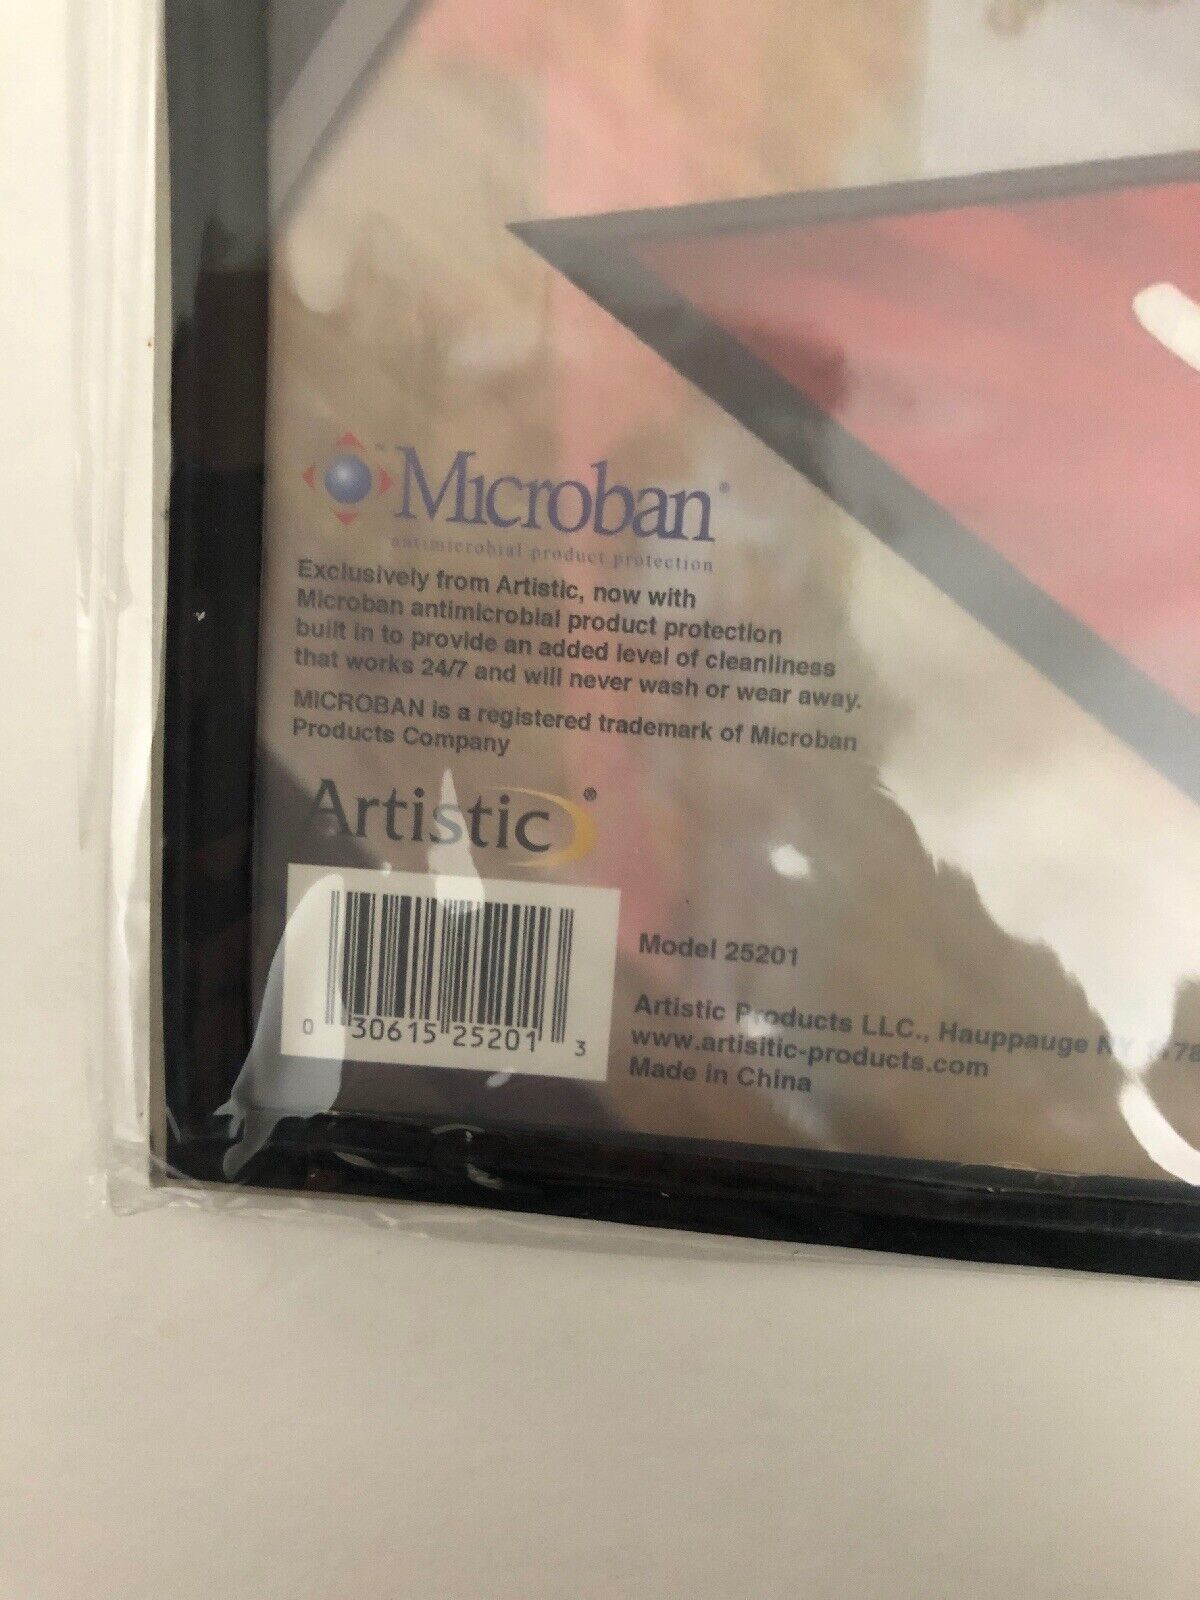 Microban®
antimicrobial product protection
Exclusively from Artistic, now with
Microban antimicrobial product protection
built in to provide an added level of cleanliness
that works 24/7 and will never wash or wear away.
MICROBAN is a registered trademark of Microban
Products Company
Artistic®
0 30615 25201 3
Model 25201
Artistic Products LLC., Hauppauge NY
www.artisitic-products.com
Made in China